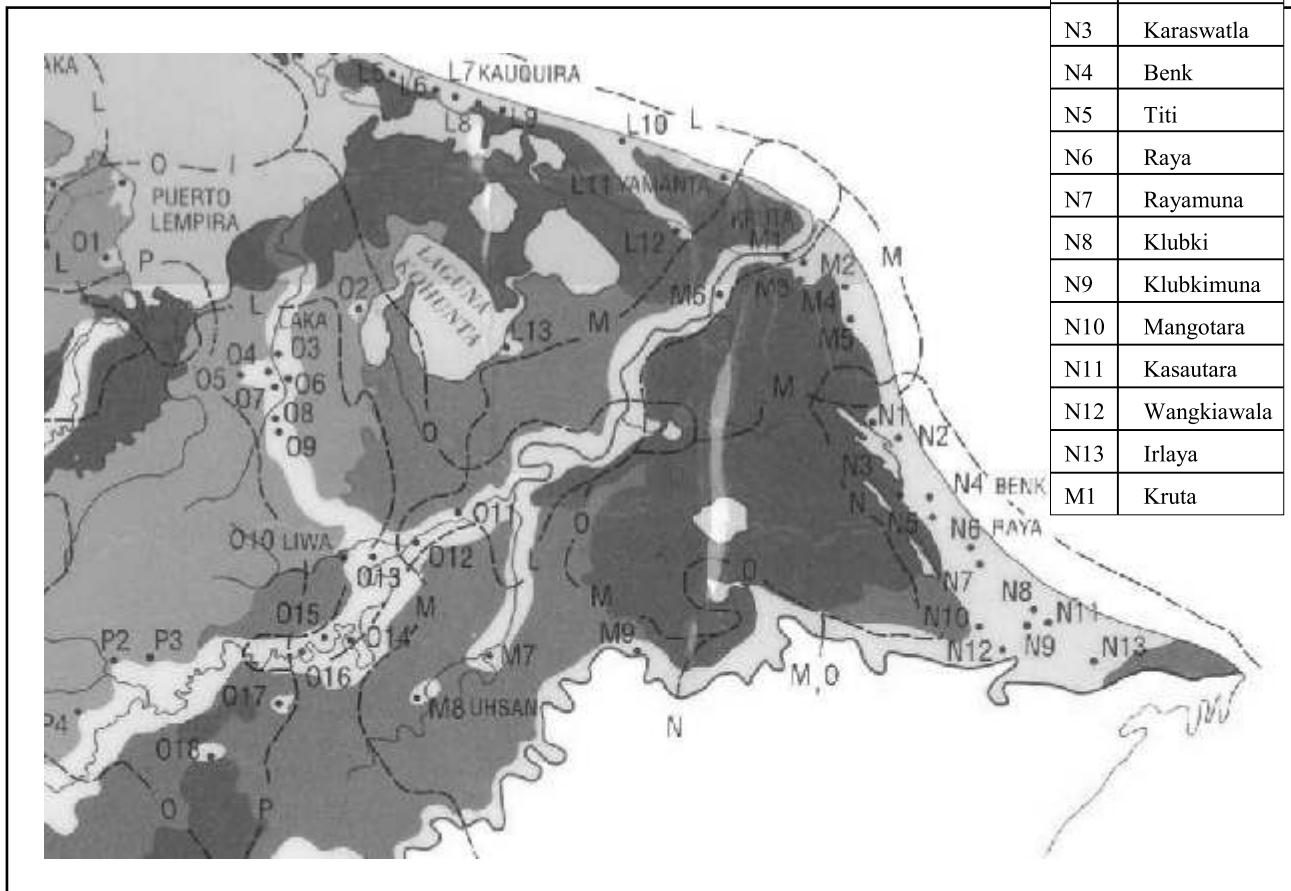 AKA
L
O
I
PUERTO
LEMPIRA
O1
L
P
L5
L6
L7 KAUQUIRA
L8
L9
L10
L
L11 YAMANTA
L12
KRUTA
M1
M2
M3
M4
M5
M6
M
M
LAGUNA
KOHUNTA
L13
O2
L
LAKA
O3
O4
O5
O6
O7
O8
O9
O
M
N1
N2
N3
N4 BENK
N
N5
N6 RAYA
N7
N8
N9
N10
N11
N12
N13
O10 LIWA
O11
O12
O13
O14
O15
O16
O17
O18
O
L
M
M
O
M7
M8 UHSAN
M9
M,O
N
P2
P3
P4
O
P
N3 Karaswatla
N4 Benk
N5 Titi
N6 Raya
N7 Rayamuna
N8 Klubki
N9 Klubkimuna
N10 Mangotara
N11 Kasautara
N12 Wangkiawala
N13 Irlaya
M1 Kruta